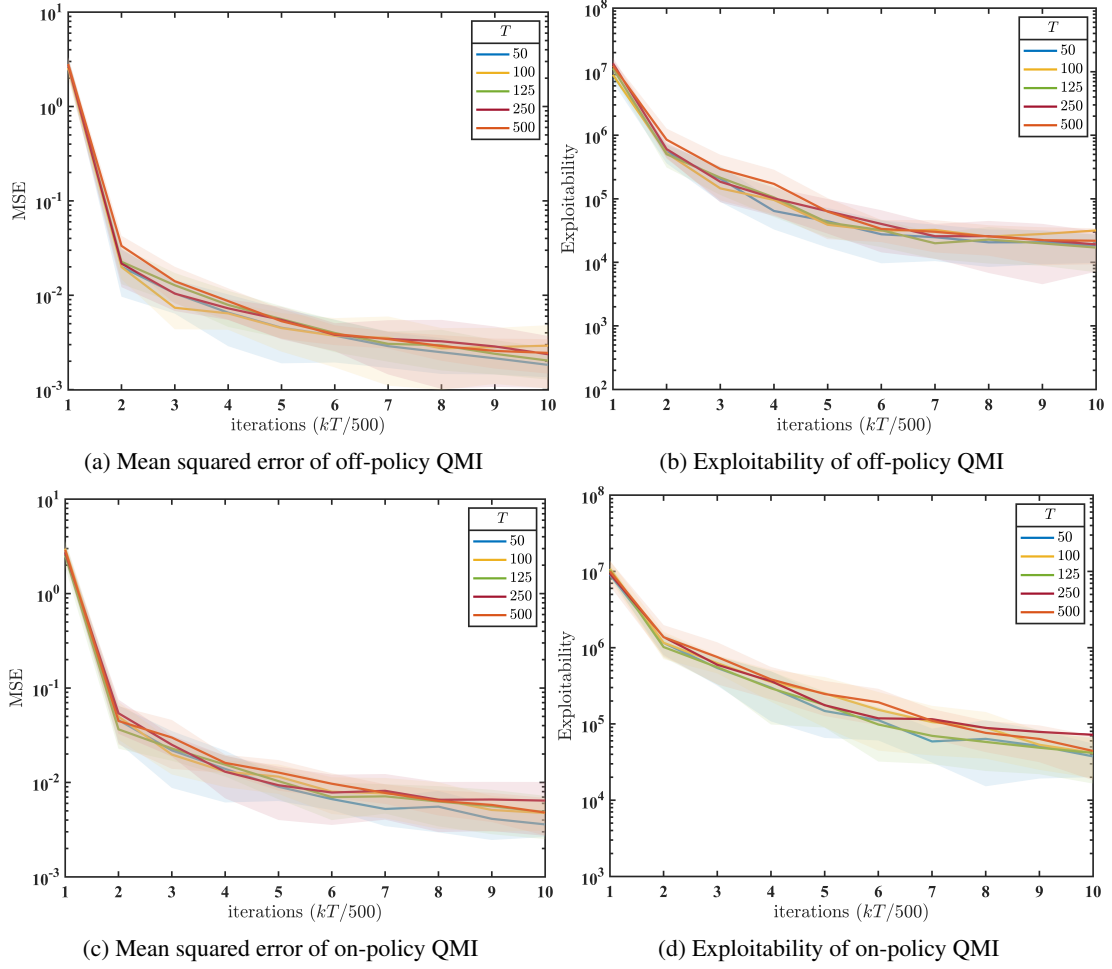 T
50
100
125
250
500
10^1
10^0
10^-1
10^-2
10^-3
MSE
1 2 3 4 5 6 7 8 9 10
iterations (kT/500)
(a) Mean squared error of off-policy QMI
T
50
100
125
250
500
10^8
10^7
10^6
10^5
10^4
10^3
10^2
Exploitability
1 2 3 4 5 6 7 8 9 10
iterations (kT/500)
(b) Exploitability of off-policy QMI
T
50
100
125
250
500
10^1
10^0
10^-1
10^-2
10^-3
MSE
1 2 3 4 5 6 7 8 9 10
iterations (kT/500)
(c) Mean squared error of on-policy QMI
T
50
100
125
250
500
10^8
10^7
10^6
10^5
10^4
10^3
Exploitability
1 2 3 4 5 6 7 8 9 10
iterations (kT/500)
(d) Exploitability of on-policy QMI